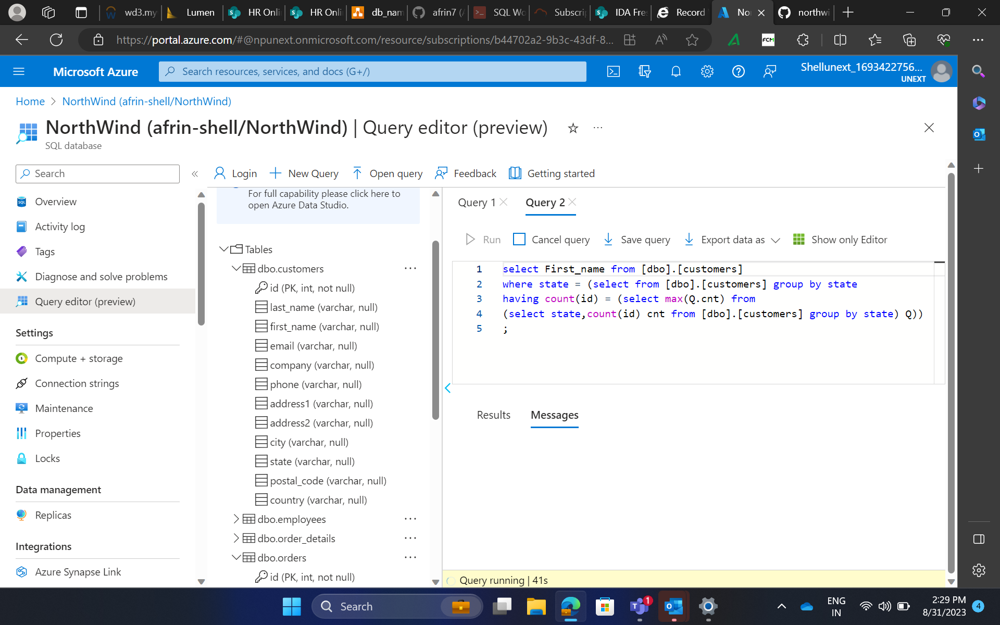 wd3.my
Lumen
HR Onli
HR Onli
db_nam
afrin7 (
SQL Wo
Subscrip
IDA Fre
Record
No
northwi
https://portal.azure.com/#@npunext.onmicrosoft.com/resource/subscriptions/b44702a2-9b3c-43df-8...
FCM
Microsoft Azure
Search resources, services, and docs (G+/)
Shellunext_1693422756...
UNEXT
Home > NorthWind (afrin-shell/NorthWind)
NorthWind (afrin-shell/NorthWind) | Query editor (preview)
SQL database
Search
Overview
Activity log
Tags
Diagnose and solve problems
Query editor (preview)
Settings
Compute + storage
Connection strings
Maintenance
Properties
Locks
Data management
Replicas
Integrations
Azure Synapse Link
Login
New Query
Open query
Feedback
Getting started
For full capability please click here to
open Azure Data Studio.
Tables
dbo.customers
id (PK, int, not null)
last_name (varchar, null)
first_name (varchar, null)
email (varchar, null)
company (varchar, null)
phone (varchar, null)
address1 (varchar, null)
address2 (varchar, null)
city (varchar, null)
state (varchar, null)
postal_code (varchar, null)
country (varchar, null)
dbo.employees
dbo.order_details
dbo.orders
id (PK, int, not null)
Query 1
Query 2
Run
Cancel query
Save query
Export data as
Show only Editor
1 select First_name from [dbo].[customers]
2 where state = (select from [dbo].[customers] group by state
3 having count(id) = (select max(Q.cnt) from
4 (select state,count(id) cnt from [dbo].[customers] group by state) Q))
5 ;
Results
Messages
Query running | 41s
Search
1
ENG
IN
2:29 PM
8/31/2023
4